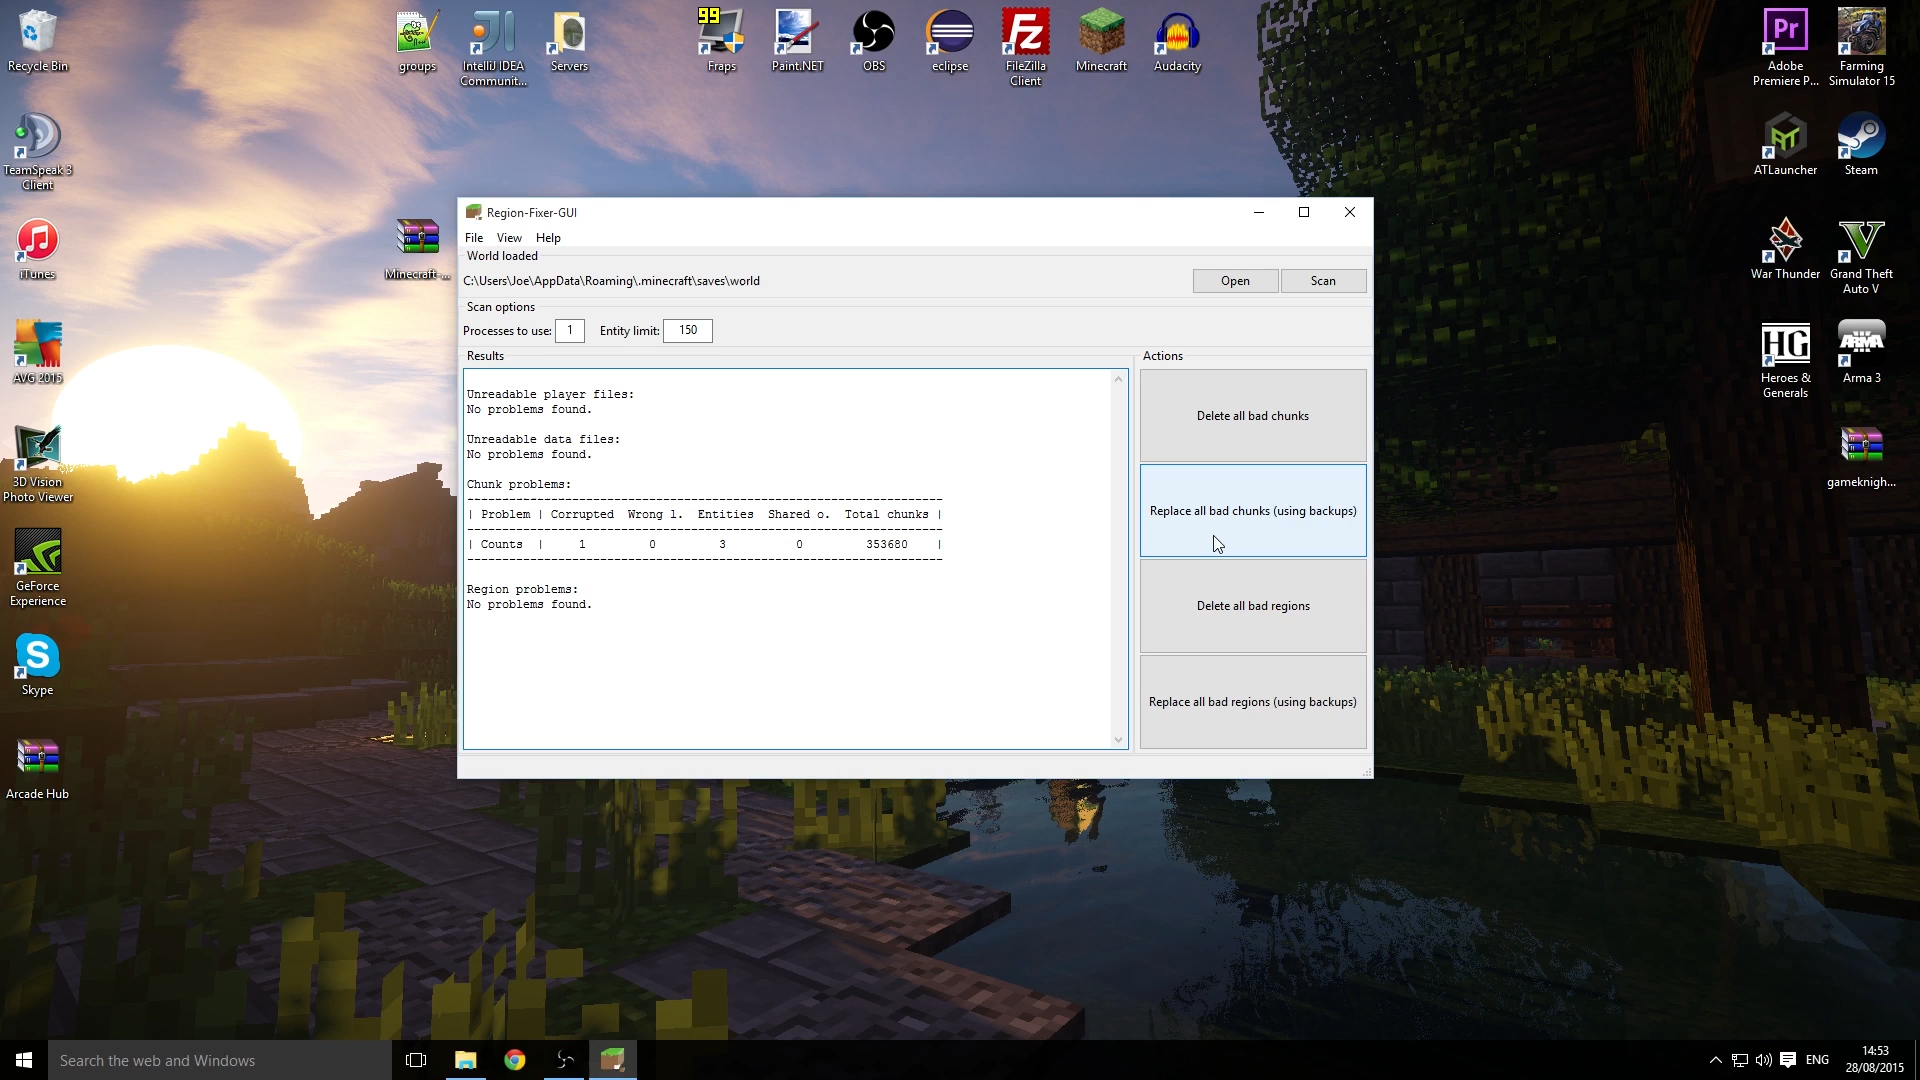 Recycle Bin
groups
IntelliJ IDEA
Communit...
Servers
99
Fraps
Paint.NET
OBS
eclipse
FileZilla
Client
Minecraft
Audacity
Pr
Adobe
Premiere P...
Farming
Simulator 15
TeamSpeak 3
Client
ATLauncher
Steam
iTunes
Minecraft-...
War Thunder
Grand Theft
Auto V
AVG 2015
HG
Heroes &
Generals
ARMA
Arma 3
3D Vision
Photo Viewer
gameknigh...
GeForce
Experience
Skype
Arcade Hub
Region-Fixer-GUI
File View Help
World loaded
C:\Users\Joe\AppData\Roaming\.minecraft\saves\world
Open
Scan
Scan options
Processes to use: 1 Entity limit: 150
Results
Unreadable player files:
No problems found.
Unreadable data files:
No problems found.
Chunk problems:
-------------------------------------------------------------------
| Problem | Corrupted Wrong l. Entities Shared o. Total chunks |
-------------------------------------------------------------------
| Counts | 1 0 3 0 353680 |
-------------------------------------------------------------------
Region problems:
No problems found.
Actions
Delete all bad chunks
Replace all bad chunks (using backups)
Delete all bad regions
Replace all bad regions (using backups)
Search the web and Windows
ENG
14:53
28/08/2015